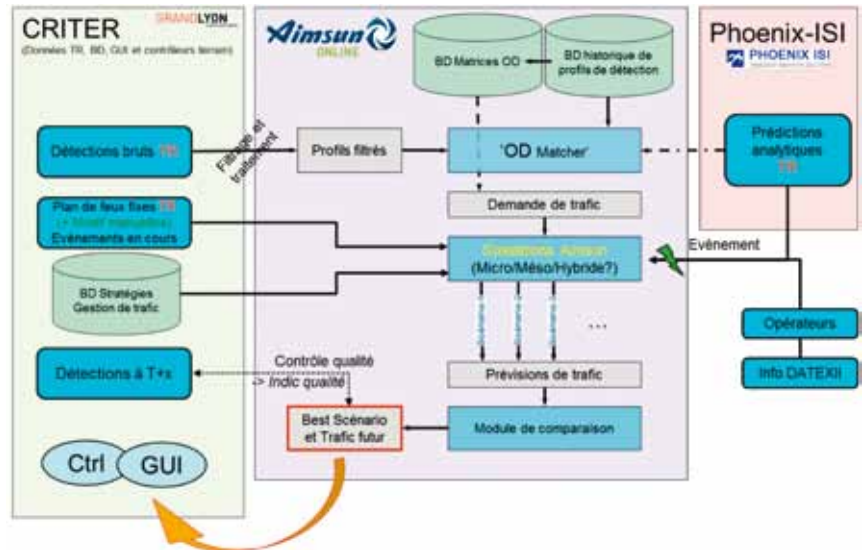 CRITER
GRANDLYON
(Données TR, BD, GUI et contrôleurs terrain)
Détections bruts TR
Plan de feux fixes TR
Evénements en cours
BD Stratégies
Gestion de trafic
Détections à T+x
Ctrl
GUI
Filtrage et
traitement
Aimsun
ONLINE
BD Matrices OD
BD historique de
profils de détection
Profils filtrés
'OD Matcher'
Demande de trafic
Aimsun
(Micro/Méso/Hybride?)
...
Prévisions de trafic
Module de comparaison
Contrôle qualité
-> Indic qualité
Best Scénario
et Trafic futur
Phoenix-ISI
PHOENIX ISI
Prédictions
analytiques
TR
Evénement
Opérateurs
Info DATEXII